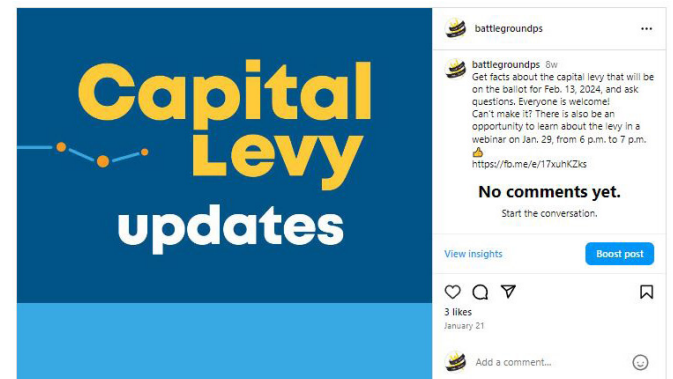 Capital
Levy
updates
battlegroundps
battlegroundps 8w
Get facts about the capital levy that will be
on the ballot for Feb. 13, 2024, and ask
questions. Everyone is welcome!
Can't make it? There is also be an
opportunity to learn about the levy in a
webinar on Jan. 29, from 6 p.m. to 7 p.m.
👍
https://fb.me/e/17xuhKZks
No comments yet.
Start the conversation.
View insights
Boost post
3 likes
January 21
Add a comment...